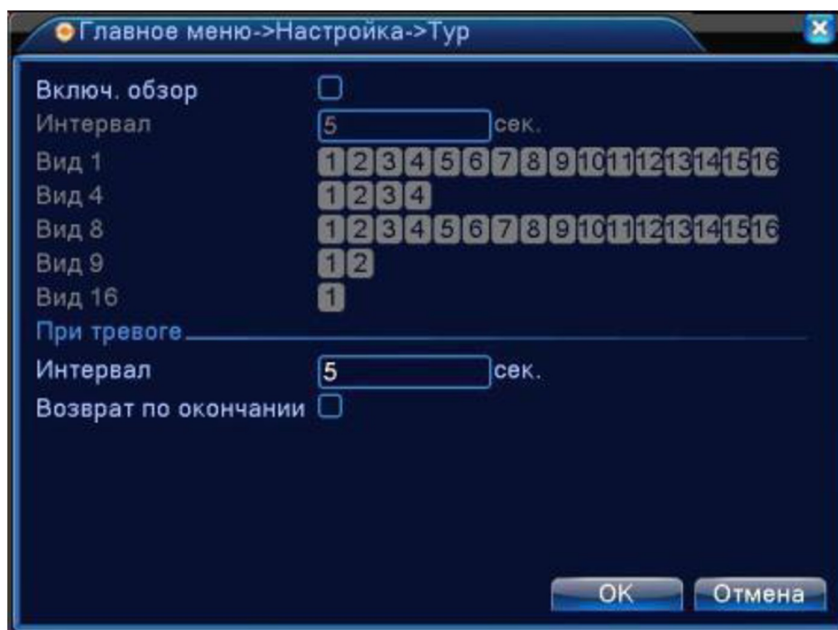 Главное меню->Настройка->Тур
Включ. обзор
Интервал 5 сек.
Вид 1 1 2 3 4 5 6 7 8 9 10 11 12 13 14 15 16
Вид 4 1 2 3 4
Вид 8 1 2 3 4 5 6 7 8 9 10 11 12 13 14 15 16
Вид 9 1 2
Вид 16 1
При тревоге
Интервал 5 сек.
Возврат по окончании
OK Отмена